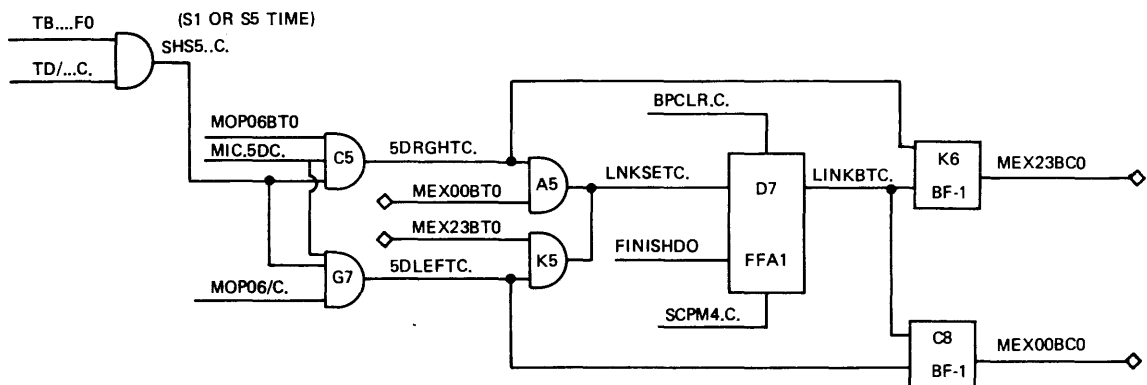 TB....F0
(S1 OR S5 TIME)
SHS5..C.
TD/...C.
MOP06BT0
MIC.5DC.
C5
5DRGHTC.
BPCLR.C.
K6
BF-1
MEX23BC0
A5
LNKSETC.
D7
LINKBTC.
MEX00BT0
MEX23BT0
K5
FINISHDO
FFA1
G7
5DLEFTC.
MOP06/C.
SCPM4.C.
C8
BF-1
MEX00BC0